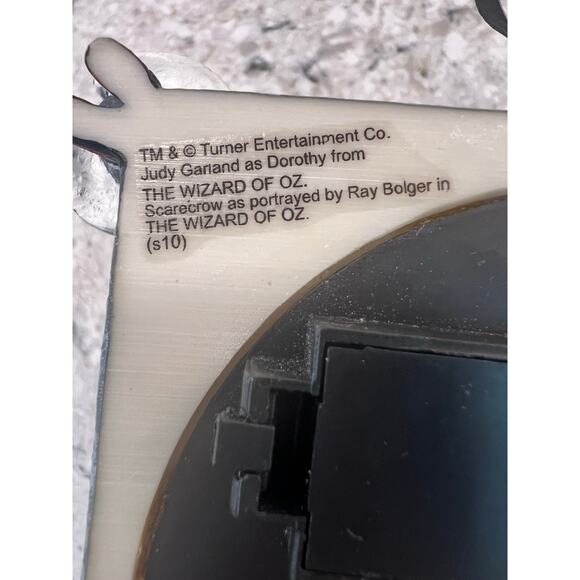 TM & © Turner Entertainment Co.
Judy Garland as Dorothy from
THE WIZARD OF OZ.
Scarecrow as portrayed by Ray Bolger in
THE WIZARD OF OZ.
(s10)